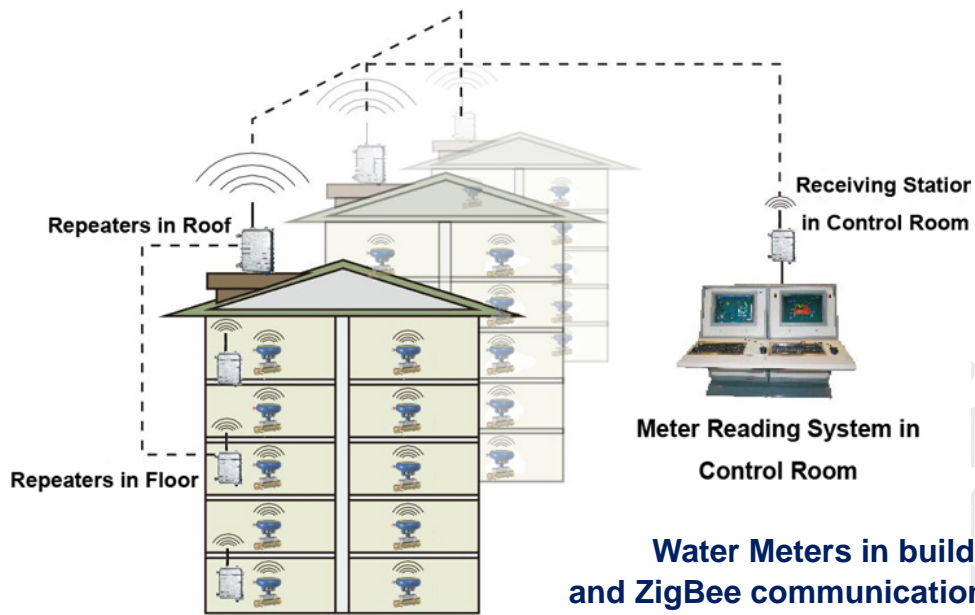 Receiving Station
in Control Room
Repeaters in Roof
Meter Reading System in
Control Room
Repeaters in Floor
Water Meters in build
and ZigBee communication